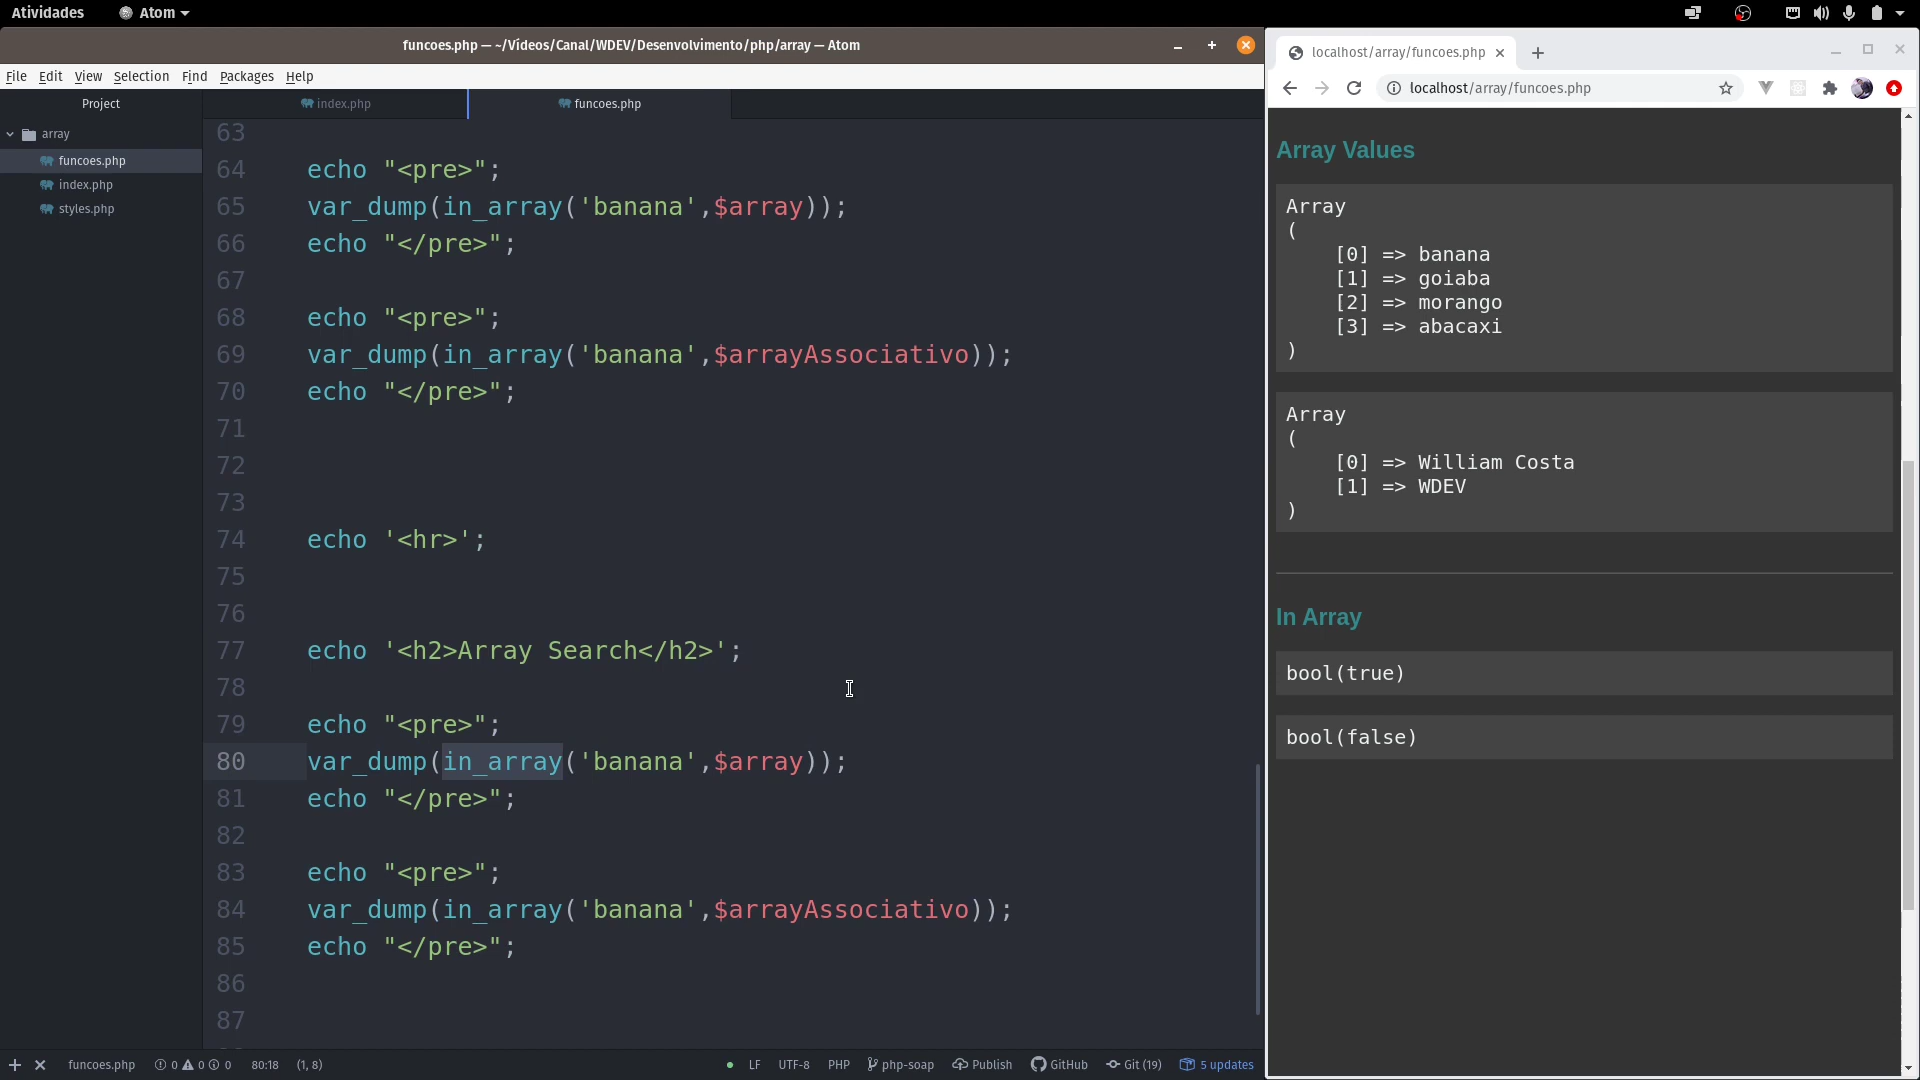 Atividades
Atom
funcoes.php — ~/Vídeos/Canal/WDEV/Desenvolvimento/php/array — Atom
File Edit View Selection Find Packages Help
Project
index.php
funcoes.php
array
funcoes.php
index.php
styles.php
63
64 echo "<pre>";
65 var_dump(in_array('banana',$array));
66 echo "</pre>";
67
68 echo "<pre>";
69 var_dump(in_array('banana',$arrayAssociativo));
70 echo "</pre>";
71
72
73
74 echo '<hr>';
75
76
77 echo '<h2>Array Search</h2>';
78
79 echo "<pre>";
80 var_dump(in_array('banana',$array));
81 echo "</pre>";
82
83 echo "<pre>";
84 var_dump(in_array('banana',$arrayAssociativo));
85 echo "</pre>";
86
87
funcoes.php 0 0 0 80:18 (1, 8) LF UTF-8 PHP php-soap Publish GitHub Git (19) 5 updates
localhost/array/funcoes.php
localhost/array/funcoes.php
Array Values
Array
(
[0] => banana
[1] => goiaba
[2] => morango
[3] => abacaxi
)
Array
(
[0] => William Costa
[1] => WDEV
)
In Array
bool(true)
bool(false)